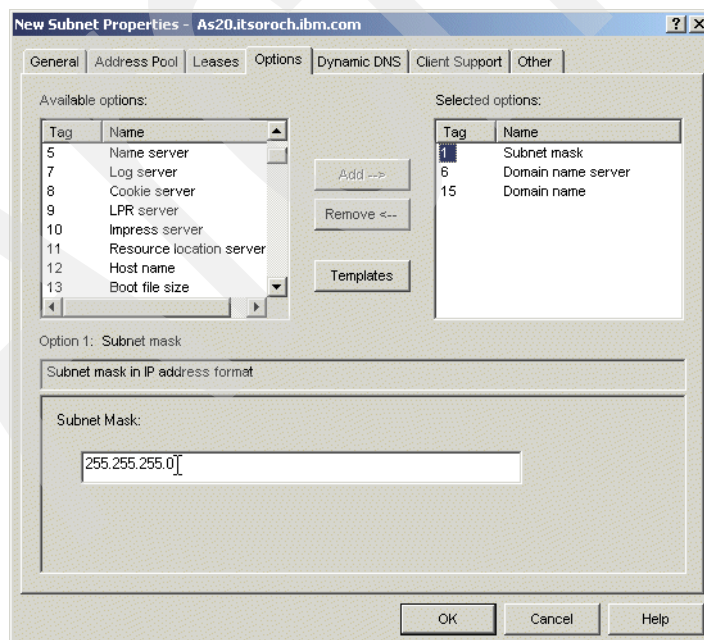 New Subnet Properties - As20.itsoroch.ibm.com
General Address Pool Leases Options Dynamic DNS Client Support Other
Available options:
Selected options:
Tag Name
5 Name server
7 Log server
8 Cookie server
9 LPR server
10 Impress server
11 Resource location server
12 Host name
13 Boot file size
Add -->
Remove <--
Templates
Tag Name
1 Subnet mask
6 Domain name server
15 Domain name
Option 1: Subnet mask
Subnet mask in IP address format
Subnet Mask:
255.255.255.0
OK Cancel Help